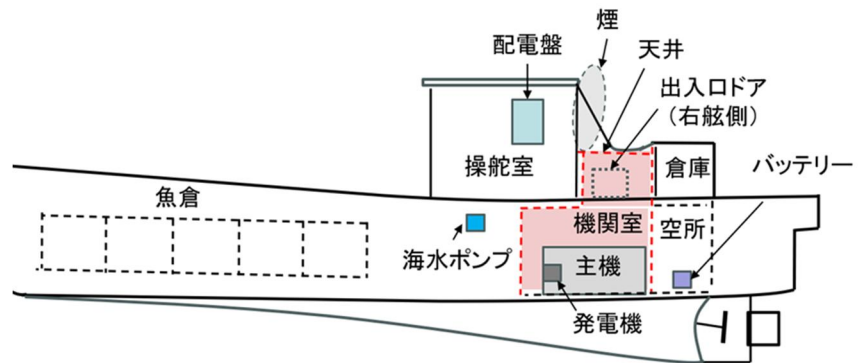 煙
配電盤
天井
出入口ドア
（右舷側）
操舵室
倉庫
バッテリー
魚倉
機関室
空所
海水ポンプ
主機
発電機